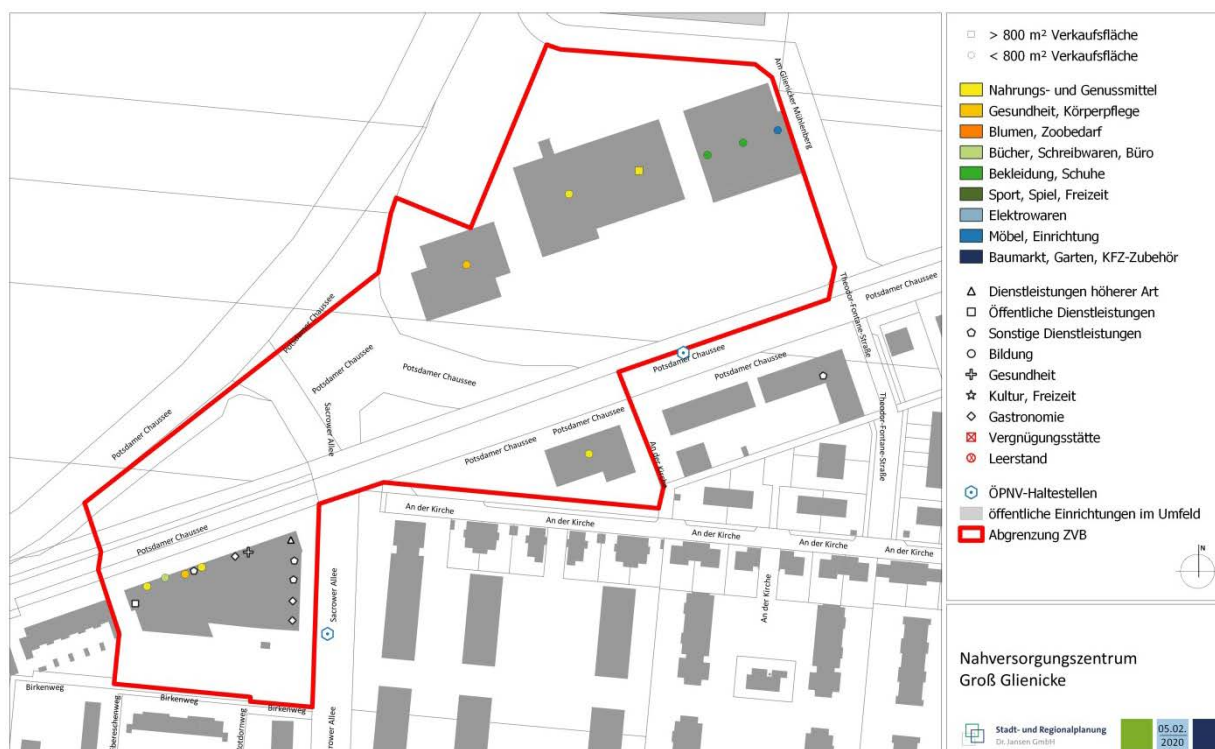 Am Glienicker Mühlenberg
Potsdamer Chaussee
Theodor-Fontane-Straße
Potsdamer Chaussee
Potsdamer Chaussee
Potsdamer Chaussee
Potsdamer Chaussee
Potsdamer Chaussee
Sacrower Allee
Potsdamer Chaussee
Potsdamer Chaussee
Potsdamer Chaussee
Potsdamer Chaussee
An der Kirche
Theodor-Fontane-Straße
Potsdamer Chaussee
An der Kirche
An der Kirche
An der Kirche
An der Kirche
An der Kirche
An der Kirche
Sacrower Allee
Birkenweg
Birkenweg
Birkenweg
Sacrower Allee
> 800 m² Verkaufsfläche
< 800 m² Verkaufsfläche
Nahrungs- und Genussmittel
Gesundheit, Körperpflege
Blumen, Zoobedarf
Bücher, Schreibwaren, Büro
Bekleidung, Schuhe
Sport, Spiel, Freizeit
Elektrowaren
Möbel, Einrichtung
Baumarkt, Garten, KFZ-Zubehör
Dienstleistungen höherer Art
Öffentliche Dienstleistungen
Sonstige Dienstleistungen
Bildung
Gesundheit
Kultur, Freizeit
Gastronomie
Vergnügungsstätte
Leerstand
ÖPNV-Haltestellen
öffentliche Einrichtungen im Umfeld
Abgrenzung ZVB
N
Nahversorgungszentrum
Groß Glienicke
Stadt- und Regionalplanung
Dr. Jansen GmbH
05.02.
2020